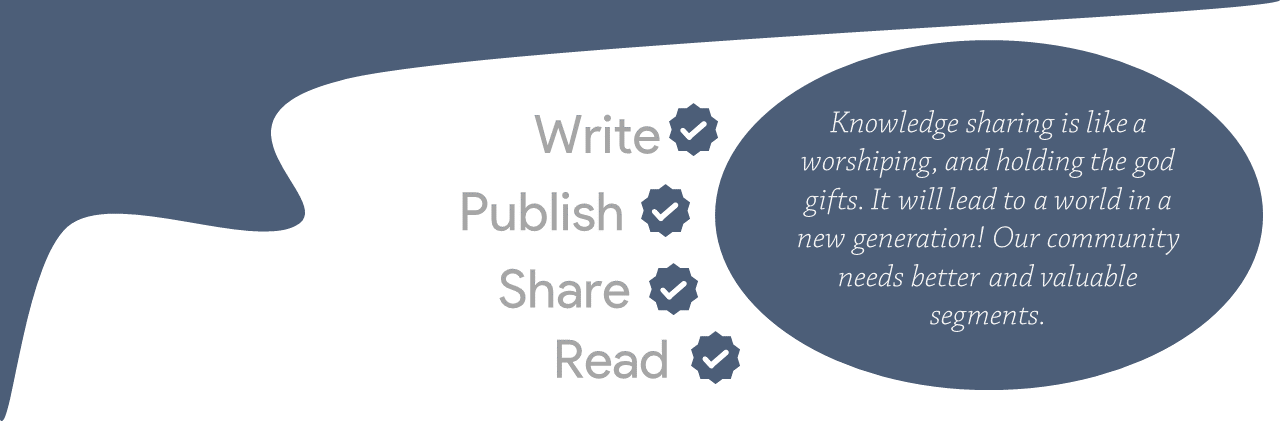 Write
Publish
Share
Read
Knowledge sharing is like a
worshiping, and holding the god
gifts. It will lead to a world in a
new generation! Our community
needs better and valuable
segments.